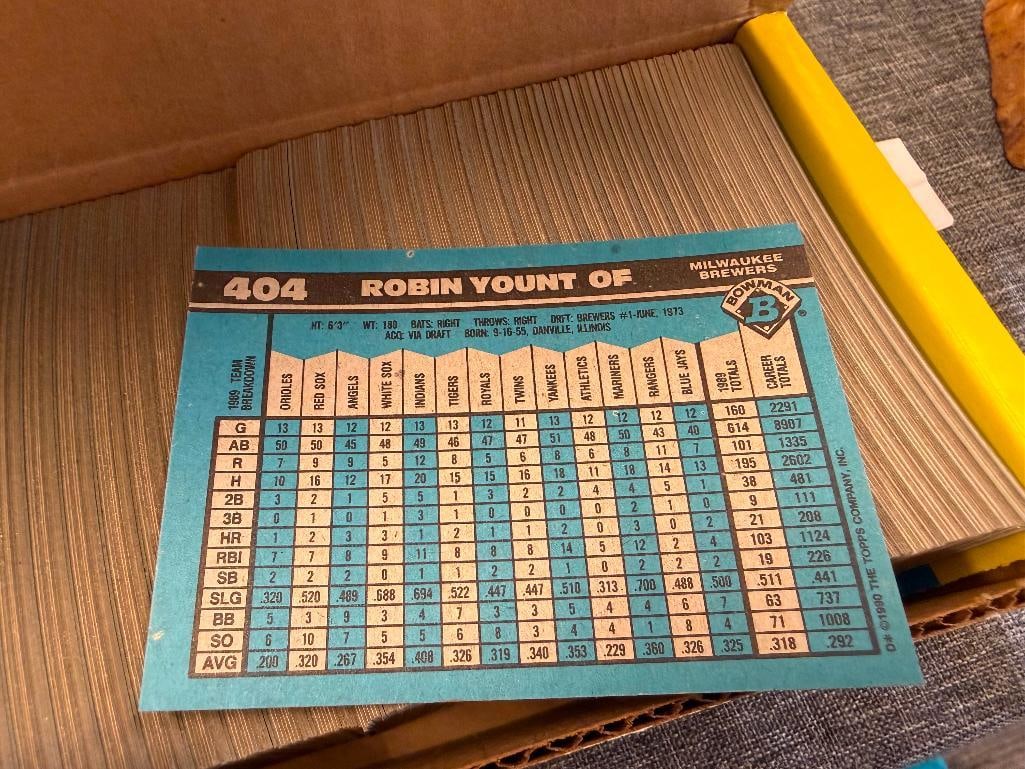 404 ROBIN YOUNT OF MILWAUKEE
BREWERS
BOWMAN
B ®
HT: 6'3" WT: 180 BATS: RIGHT THROWS: RIGHT DRFT: BREWERS #1-JUNE, 1973
ACQ: VIA DRAFT BORN: 9-16-55, DANVILLE, ILLINOIS
1989 TEAM BREAKDOWN ORIOLES RED SOX ANGELS WHITE SOX INDIANS TIGERS ROYALS TWINS YANKEES ATHLETICS MARINERS RANGERS BLUE JAYS 1989 TOTALS CAREER TOTALS
G 13 13 12 12 13 13 12 11 13 12 12 12 12 160 2291
AB 50 50 45 48 49 46 47 47 51 48 50 43 40 614 8907
R 7 9 9 5 12 8 5 6 8 6 8 11 7 101 1335
H 10 16 12 17 20 15 15 16 18 11 18 14 13 195 2602
2B 3 2 1 5 5 1 3 2 2 4 4 5 1 38 481
3B 0 1 0 1 3 1 0 0 0 0 2 1 0 9 111
HR 1 2 3 3 1 2 1 1 2 0 3 0 2 21 208
RBI 7 7 8 9 11 8 8 8 14 5 12 2 4 103 1124
SB 2 2 2 0 1 1 2 2 1 0 2 2 2 19 226
SLG .320 .520 .489 .688 .694 .522 .447 .447 .510 .313 .700 .488 .500 .511 .441
BB 5 3 9 3 4 7 3 3 5 4 4 6 7 63 737
SO 6 10 7 5 5 6 8 3 4 4 1 8 4 71 1008
AVG .200 .320 .267 .354 .408 .326 .319 .340 .353 .229 .360 .326 .325 .318 .292
D# ©1990 THE TOPPS COMPANY, INC.